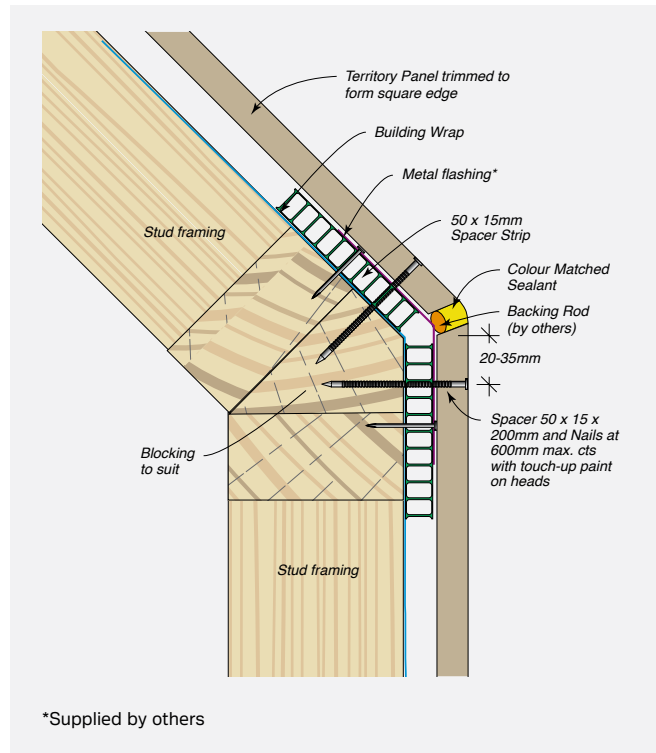 Territory Panel trimmed to
form square edge
Building Wrap
Metal flashing*
Stud framing
50 x 15mm
Spacer Strip
Colour Matched
Sealant
Backing Rod
(by others)
20-35mm
Spacer 50 x 15 x
200mm and Nails at
600mm max. cts
with touch-up paint
on heads
Blocking
to suit
Stud framing
*Supplied by others